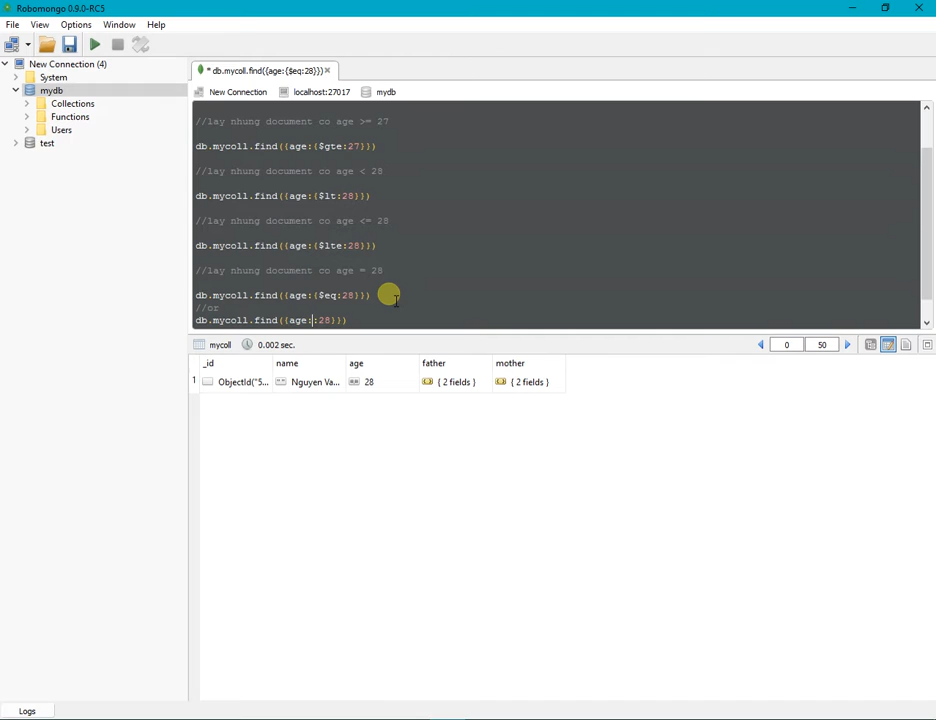 Robomongo 0.9.0-RC5
File View Options Window Help
New Connection (4)
System
mydb
Collections
Functions
Users
test
* db.mycoll.find({age:{$eq:28}})
New Connection localhost:27017 mydb
//lay nhung document co age >= 27
db.mycoll.find({age:{$gte:27}})
//lay nhung document co age < 28
db.mycoll.find({age:{$lt:28}})
//lay nhung document co age <= 28
db.mycoll.find({age:{$lte:28}})
//lay nhung document co age = 28
db.mycoll.find({age:{$eq:28}})
//or
db.mycoll.find({age::28}})
mycoll 0.002 sec. 0 50
_id name age father mother
1 ObjectId("5... Nguyen Va... 28 { 2 fields } { 2 fields }
Logs